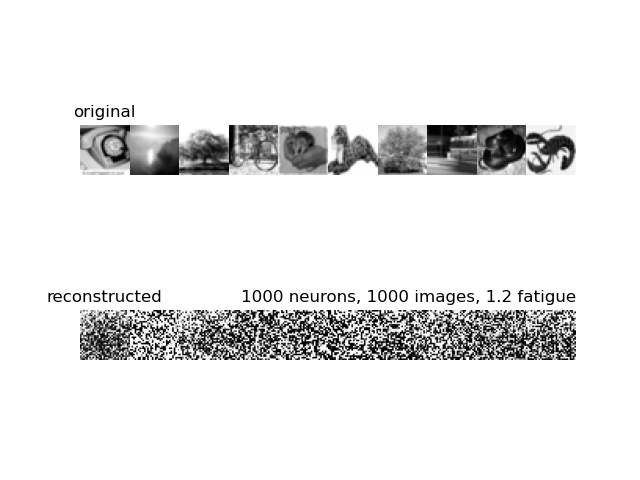 original
reconstructed
1000 neurons, 1000 images, 1.2 fatigue